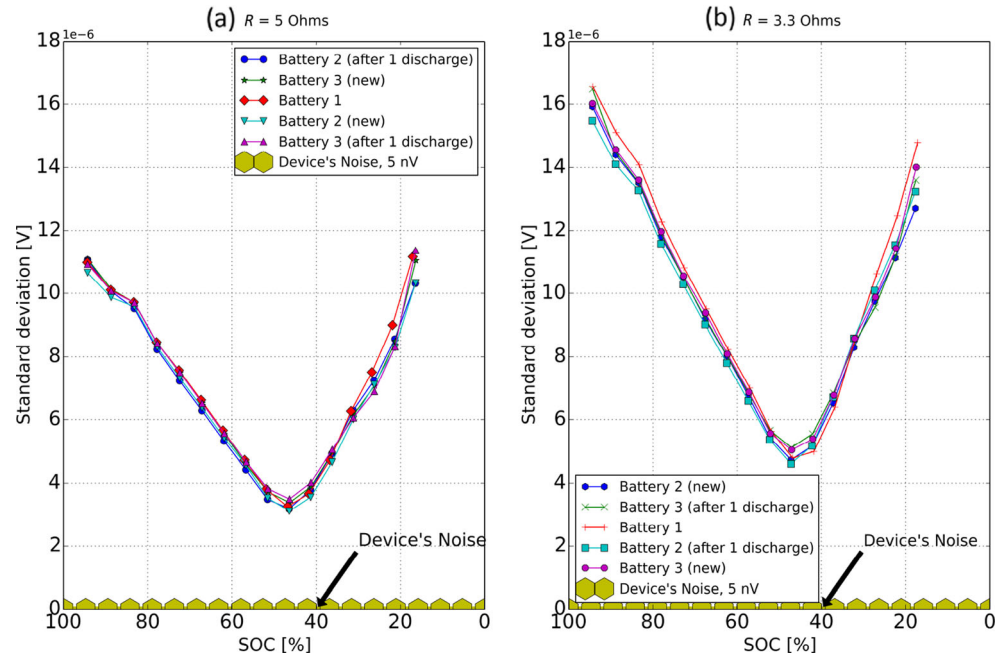 (a) R = 5 Ohms
18 1e-6
16
14
12
10
8
6
4
2
0
Standard deviation [V]
Battery 2 (after 1 discharge)
Battery 3 (new)
Battery 1
Battery 2 (new)
Battery 3 (after 1 discharge)
Device's Noise, 5 nV
Device's Noise
100 80 60 40 20 0
SOC [%]
(b) R = 3.3 Ohms
18 1e-6
16
14
12
10
8
6
4
2
0
Standard deviation [V]
Battery 2 (new)
Battery 3 (after 1 discharge)
Battery 1
Battery 2 (after 1 discharge)
Battery 3 (new)
Device's Noise, 5 nV
Device's Noise
100 80 60 40 20 0
SOC [%]